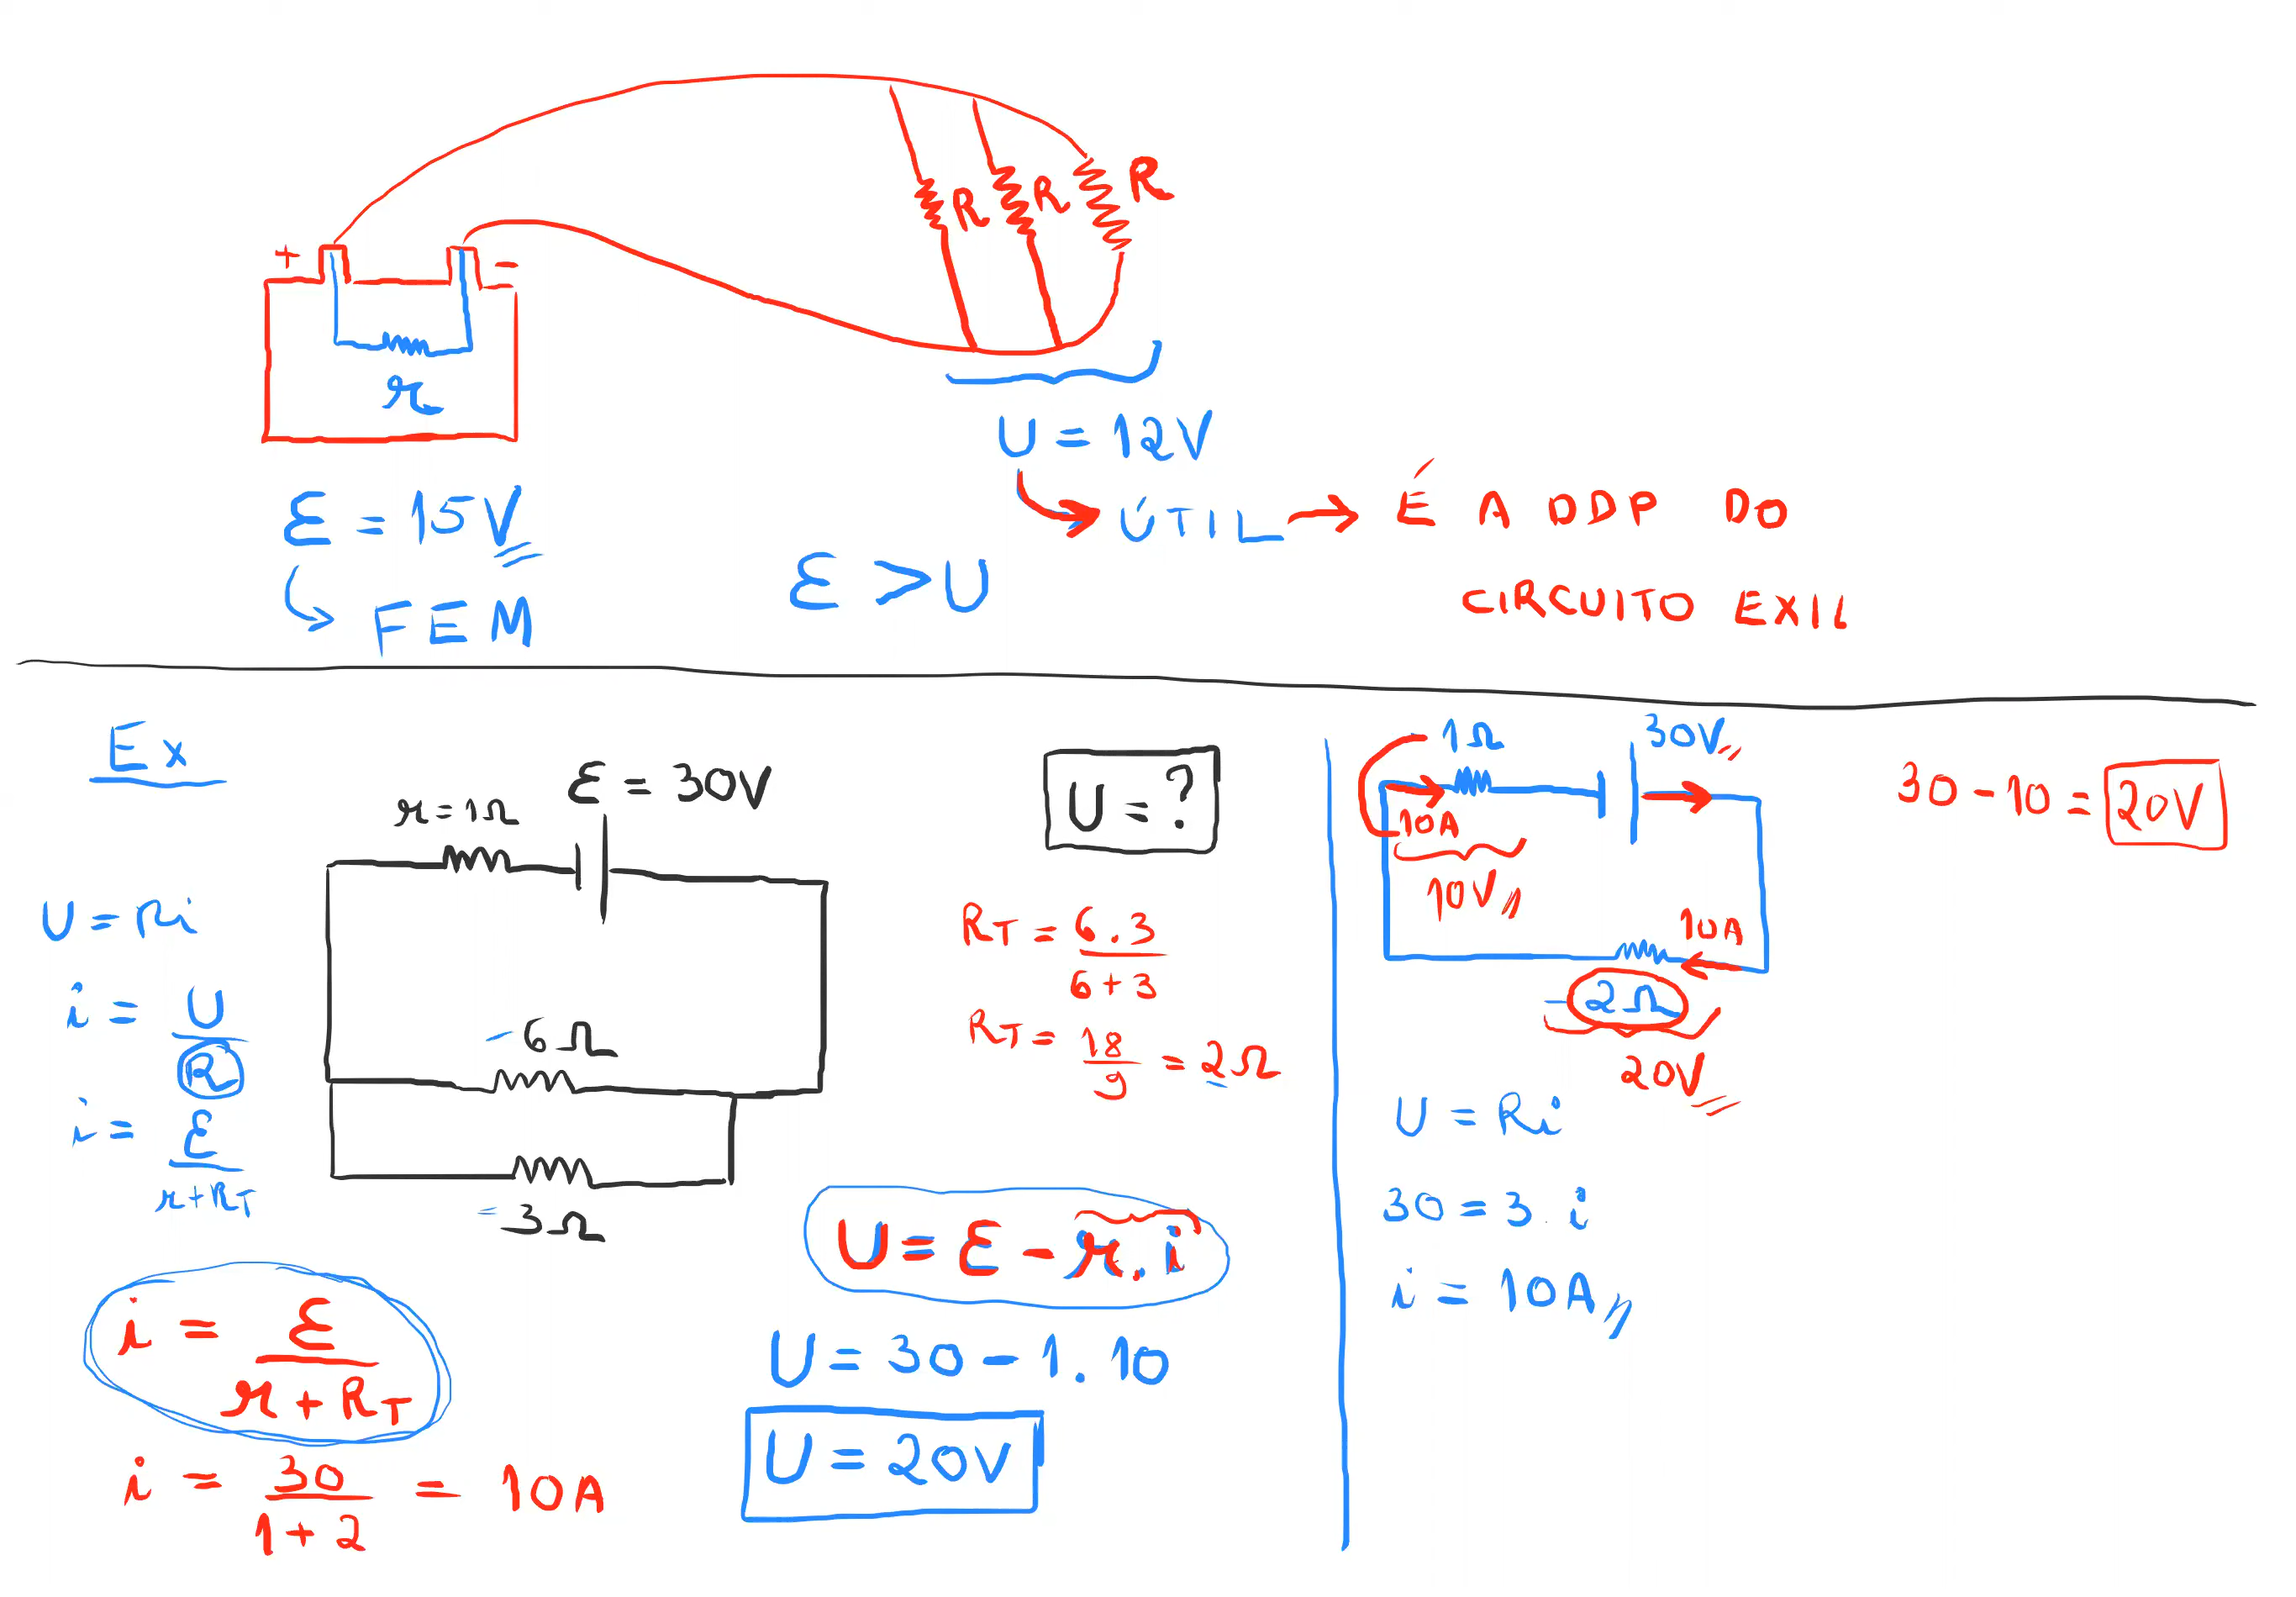 + −
R R R
r
U = 12V
ε = 15V
ÚTIL → É A DDP DO
CIRCUITO EXIL
ε > U
FEM
Ex
r = 1Ω
ε = 30V
U = ?
U = Ri
i = U / R
i = ε / r + RT
- 6Ω
- 3Ω
RT = 6.3 / 6+3
RT = 18 / 9 = 2Ω
i = ε / r + RT
i = 30 / 1 + 2 = 10A
U = ε - r.i
U = 30 - 1.10
U = 20V
1Ω
30V
10A
10V
10A
- 2Ω
20V
30 - 10 = 20V
U = Ri
30 = 3.i
i = 10A